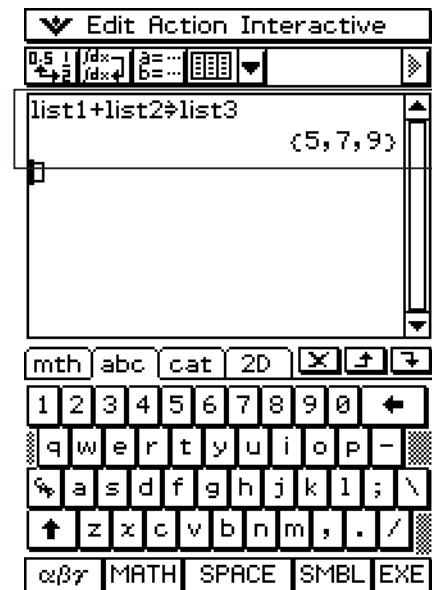 Edit Action Interactive
list1+list2⇒list3
{5,7,9}
mth abc cat 2D
1 2 3 4 5 6 7 8 9 0 ←
q w e r t y u i o p -
a s d f g h j k l ; \
↑ z x c v b n m , . /
αβγ MATH SPACE SMBL EXE